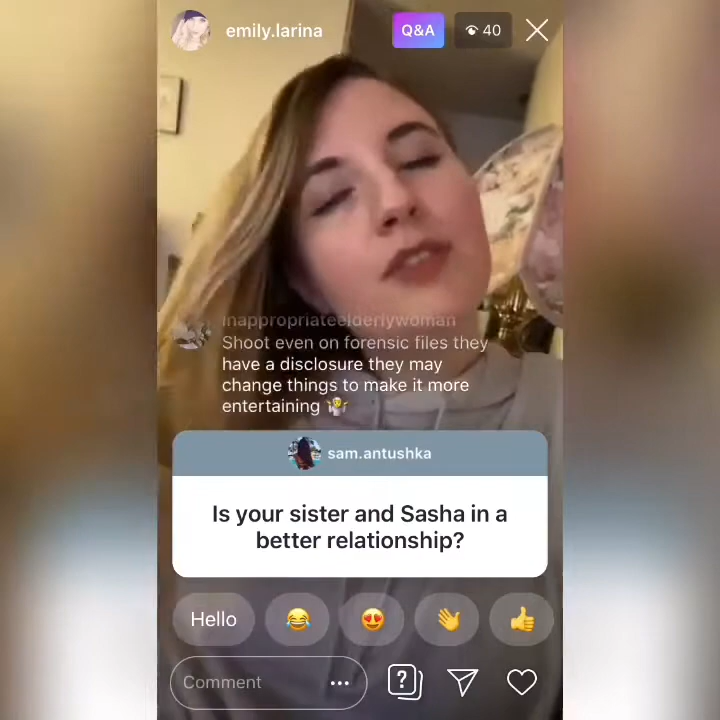 emily.larina
Q&A
40
inappropriateelderlywoman
Shoot even on forensic files they
have a disclosure they may
change things to make it more
entertaining 🤷‍♀️
sam.antushka
Is your sister and Sasha in a
better relationship?
Hello
Comment
?